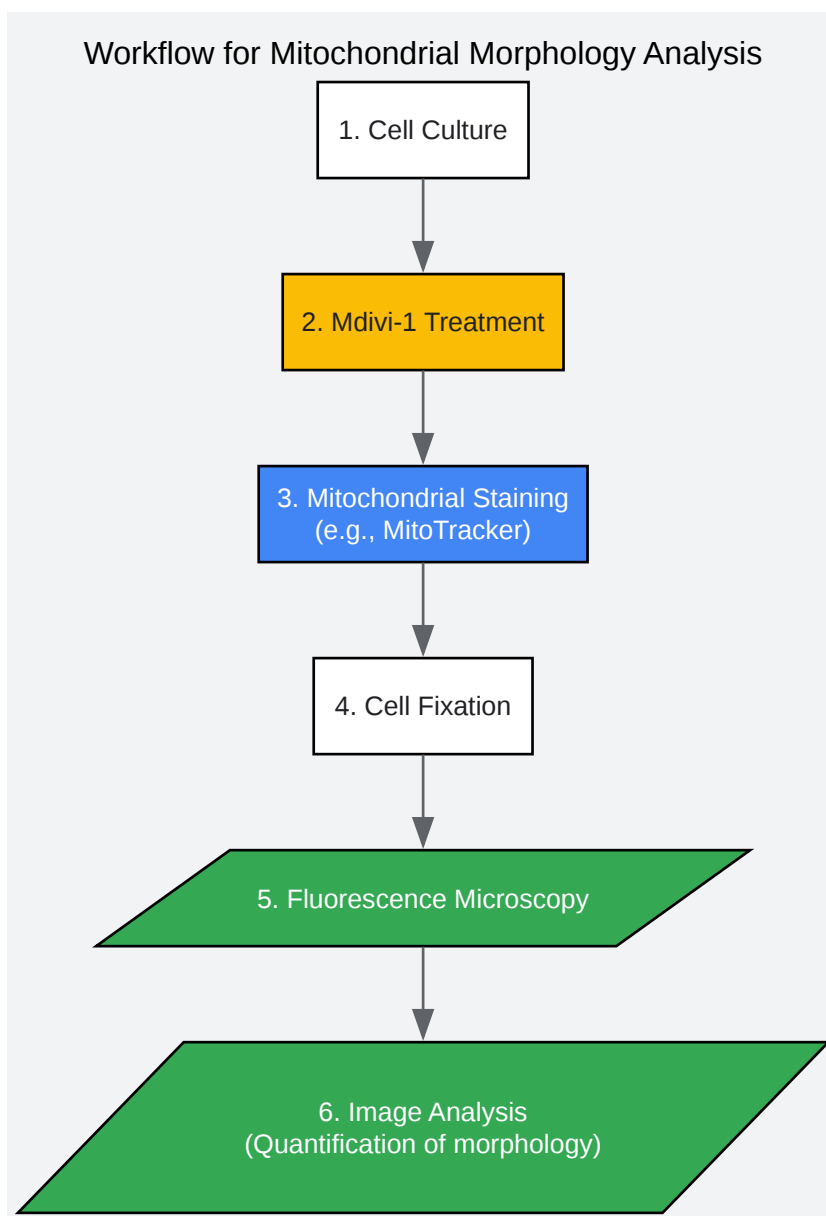 Workflow for Mitochondrial Morphology Analysis
1. Cell Culture
2. Mdivi-1 Treatment
3. Mitochondrial Staining
(e.g., MitoTracker)
4. Cell Fixation
5. Fluorescence Microscopy
6. Image Analysis
(Quantification of morphology)